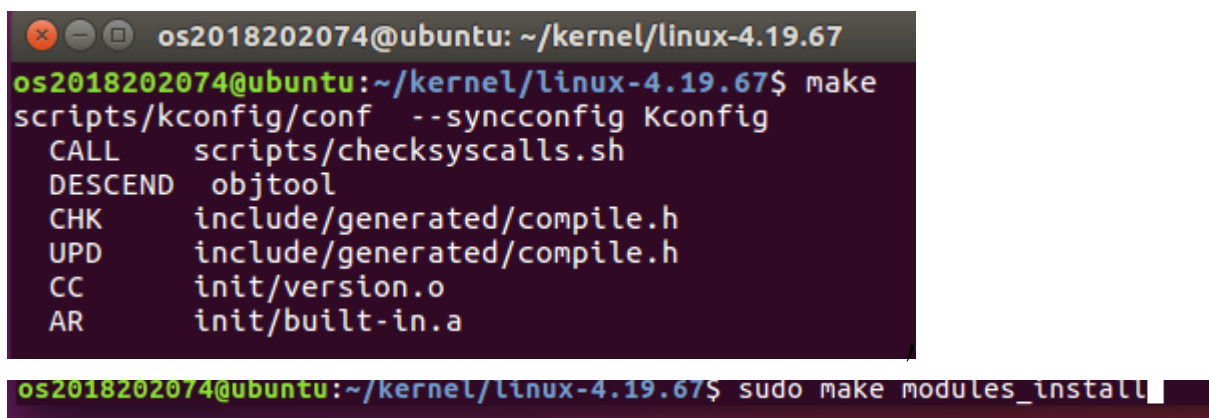 os2018202074@ubuntu: ~/kernel/linux-4.19.67
os2018202074@ubuntu:~/kernel/linux-4.19.67$ make
scripts/kconfig/conf  --syncconfig Kconfig
  CALL    scripts/checksyscalls.sh
  DESCEND  objtool
  CHK     include/generated/compile.h
  UPD     include/generated/compile.h
  CC      init/version.o
  AR      init/built-in.a
os2018202074@ubuntu:~/kernel/linux-4.19.67$ sudo make modules_install